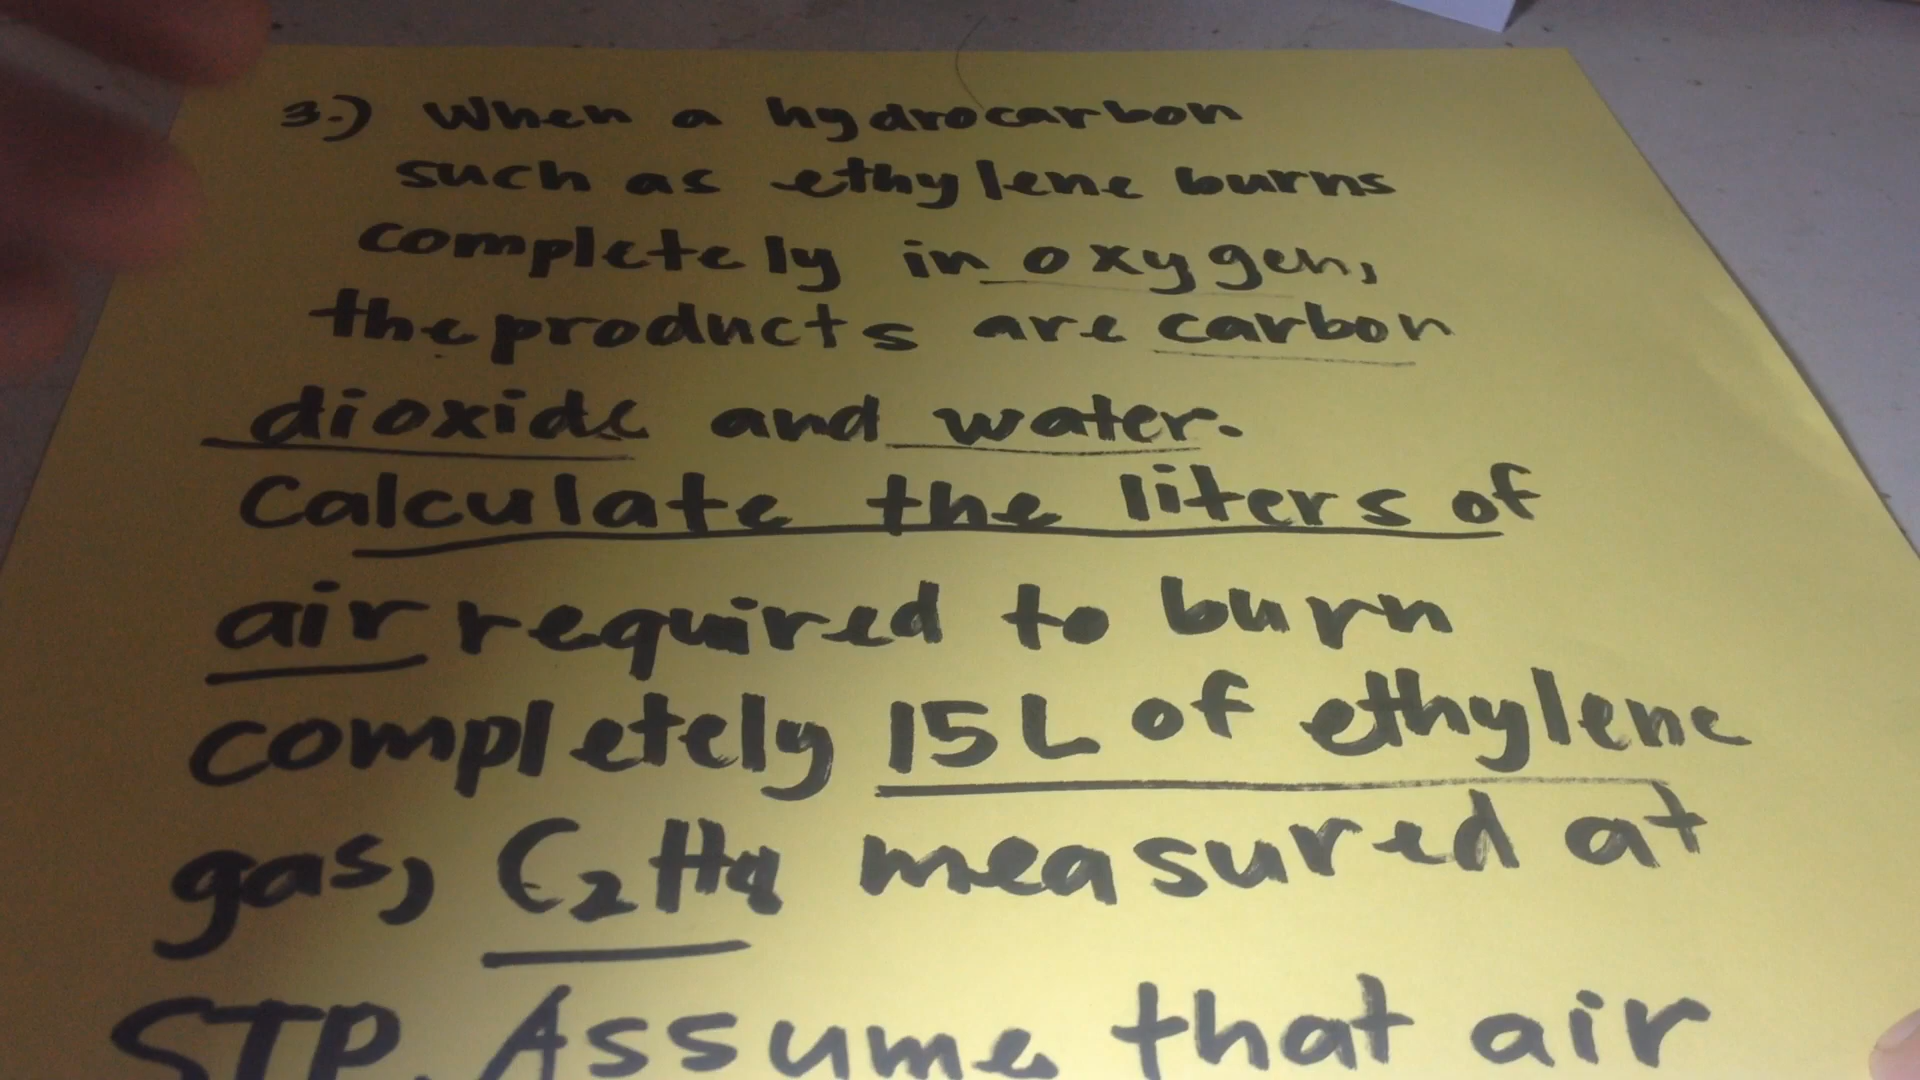 3.) When a hydrocarbon
such as ethylene burns
completely in oxygen,
the products are carbon
dioxide and water.
Calculate the liters of
air required to burn
completely 15L of ethylene
gas, C₂H₄ measured at
STP. Assume that air